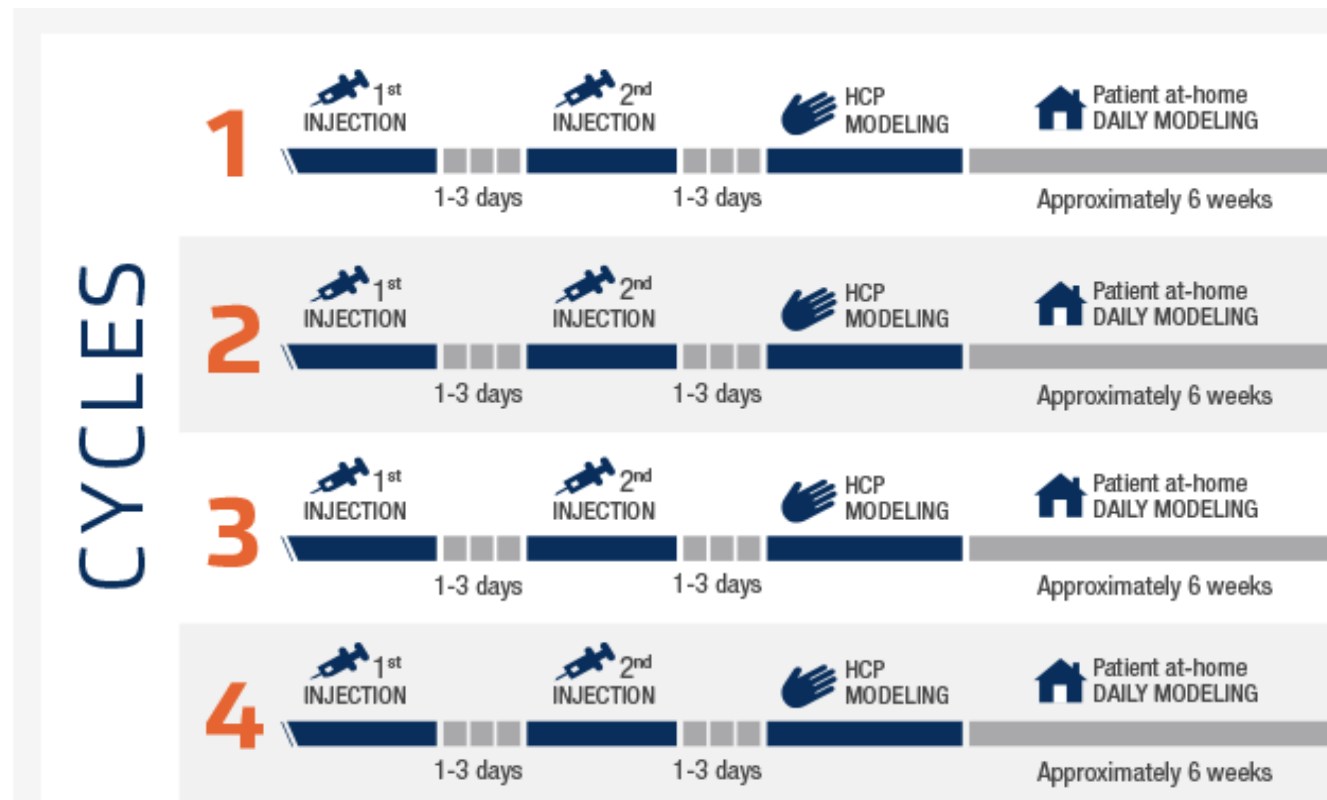 CYCLES
1
1st
INJECTION
2nd
INJECTION
HCP
MODELING
Patient at-home
DAILY MODELING
1-3 days
1-3 days
Approximately 6 weeks
2
1st
INJECTION
2nd
INJECTION
HCP
MODELING
Patient at-home
DAILY MODELING
1-3 days
1-3 days
Approximately 6 weeks
3
1st
INJECTION
2nd
INJECTION
HCP
MODELING
Patient at-home
DAILY MODELING
1-3 days
1-3 days
Approximately 6 weeks
4
1st
INJECTION
2nd
INJECTION
HCP
MODELING
Patient at-home
DAILY MODELING
1-3 days
1-3 days
Approximately 6 weeks